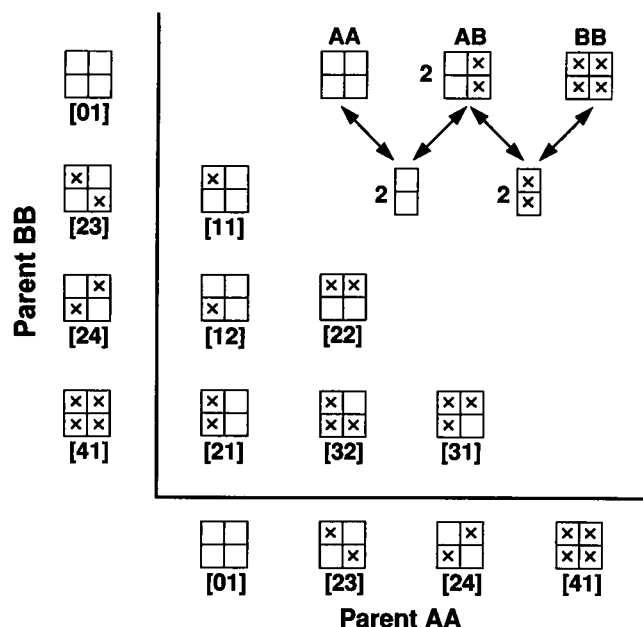 AA AB BB
2
[01]
2 2
[23] [11]
[24] [12] [22]
[41] [21] [32] [31]
[01] [23] [24] [41]
Parent BB
Parent AA